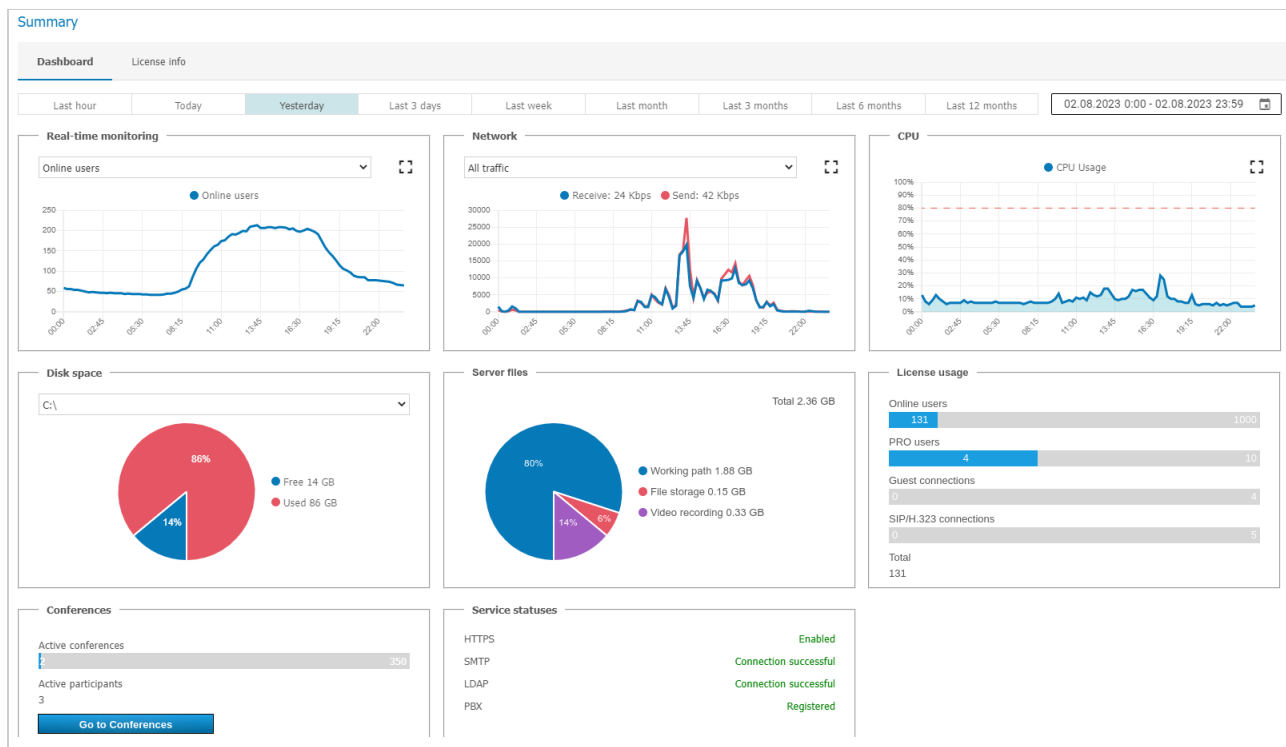 Summary
Dashboard License info
Last hour Today Yesterday Last 3 days Last week Last month Last 3 months Last 6 months Last 12 months 02.08.2023 0:00 - 02.08.2023 23:59
Real-time monitoring
Online users
Online users
250
200
150
100
50
0
00:00 02:45 05:30 08:15 11:00 13:45 16:30 19:15 22:00
Network
All traffic
Receive: 24 Kbps Send: 42 Kbps
30000
25000
20000
15000
10000
5000
0
00:00 02:45 05:30 08:15 11:00 13:45 16:30 19:15 22:00
CPU
CPU Usage
100%
90%
80%
70%
60%
50%
40%
30%
20%
10%
0%
00:00 02:45 05:30 08:15 11:00 13:45 16:30 19:15 22:00
Disk space
C:\
86%
14%
Free 14 GB
Used 86 GB
Server files
Total 2.36 GB
80%
6%
14%
Working path 1.88 GB
File storage 0.15 GB
Video recording 0.33 GB
License usage
Online users
131 1000
PRO users
4 10
Guest connections
0 4
SIP/H.323 connections
0 5
Total
131
Conferences
Active conferences
2 350
Active participants
3
Go to Conferences
Service statuses
HTTPS Enabled
SMTP Connection successful
LDAP Connection successful
PBX Registered